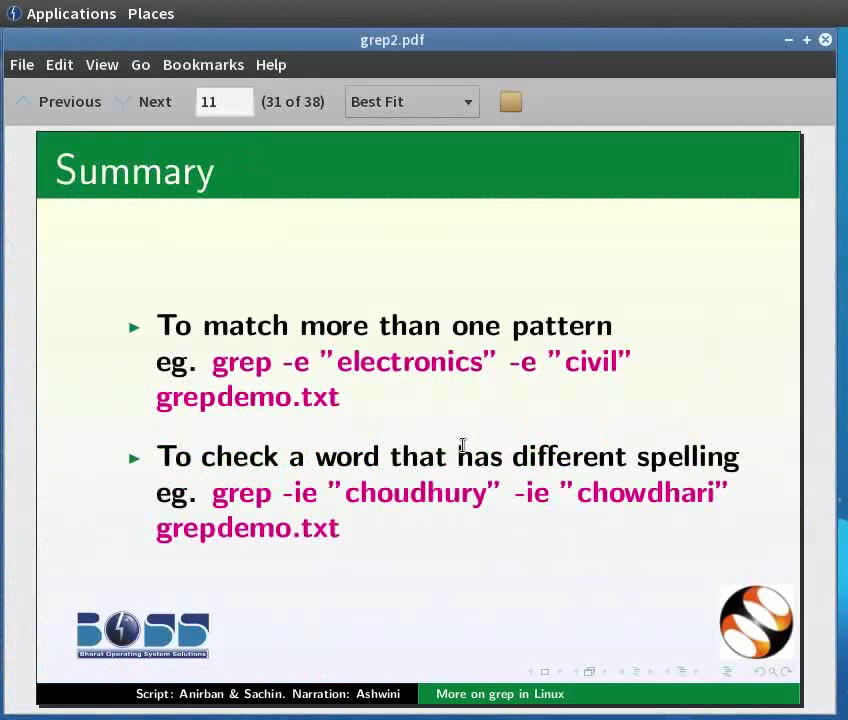 Applications Places
grep2.pdf
File Edit View Go Bookmarks Help
Previous Next 11 (31 of 38) Best Fit
Summary
To match more than one pattern
eg. grep -e "electronics" -e "civil"
grepdemo.txt
To check a word that has different spelling
eg. grep -ie "choudhury" -ie "chowdhari"
grepdemo.txt
BOSS
Bharat Operating System Solutions
Script: Anirban & Sachin. Narration: Ashwini More on grep in Linux